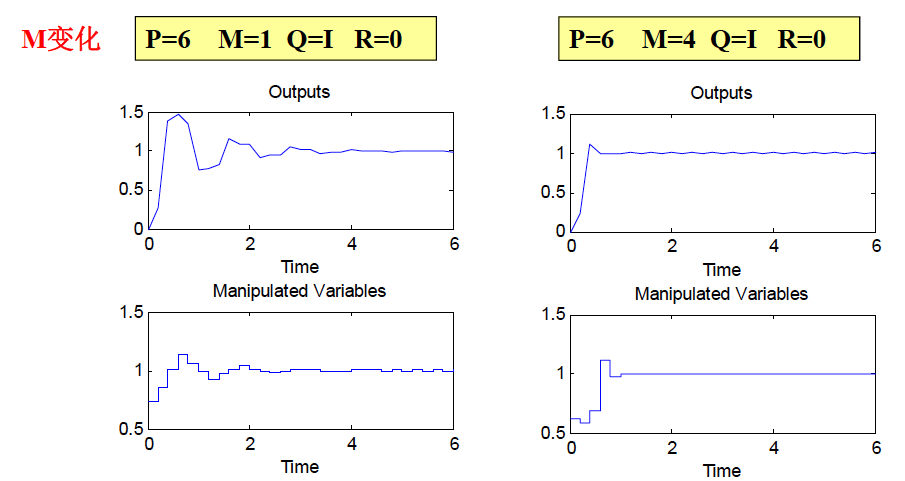 M变化
P=6 M=1 Q=I R=0
P=6 M=4 Q=I R=0
Outputs
1.5
1
0.5
0
0 2 4 6
Time
Outputs
1.5
1
0.5
0
0 2 4 6
Time
Manipulated Variables
1.5
1
0.5
0 2 4 6
Time
Manipulated Variables
1.5
1
0.5
0 2 4 6
Time